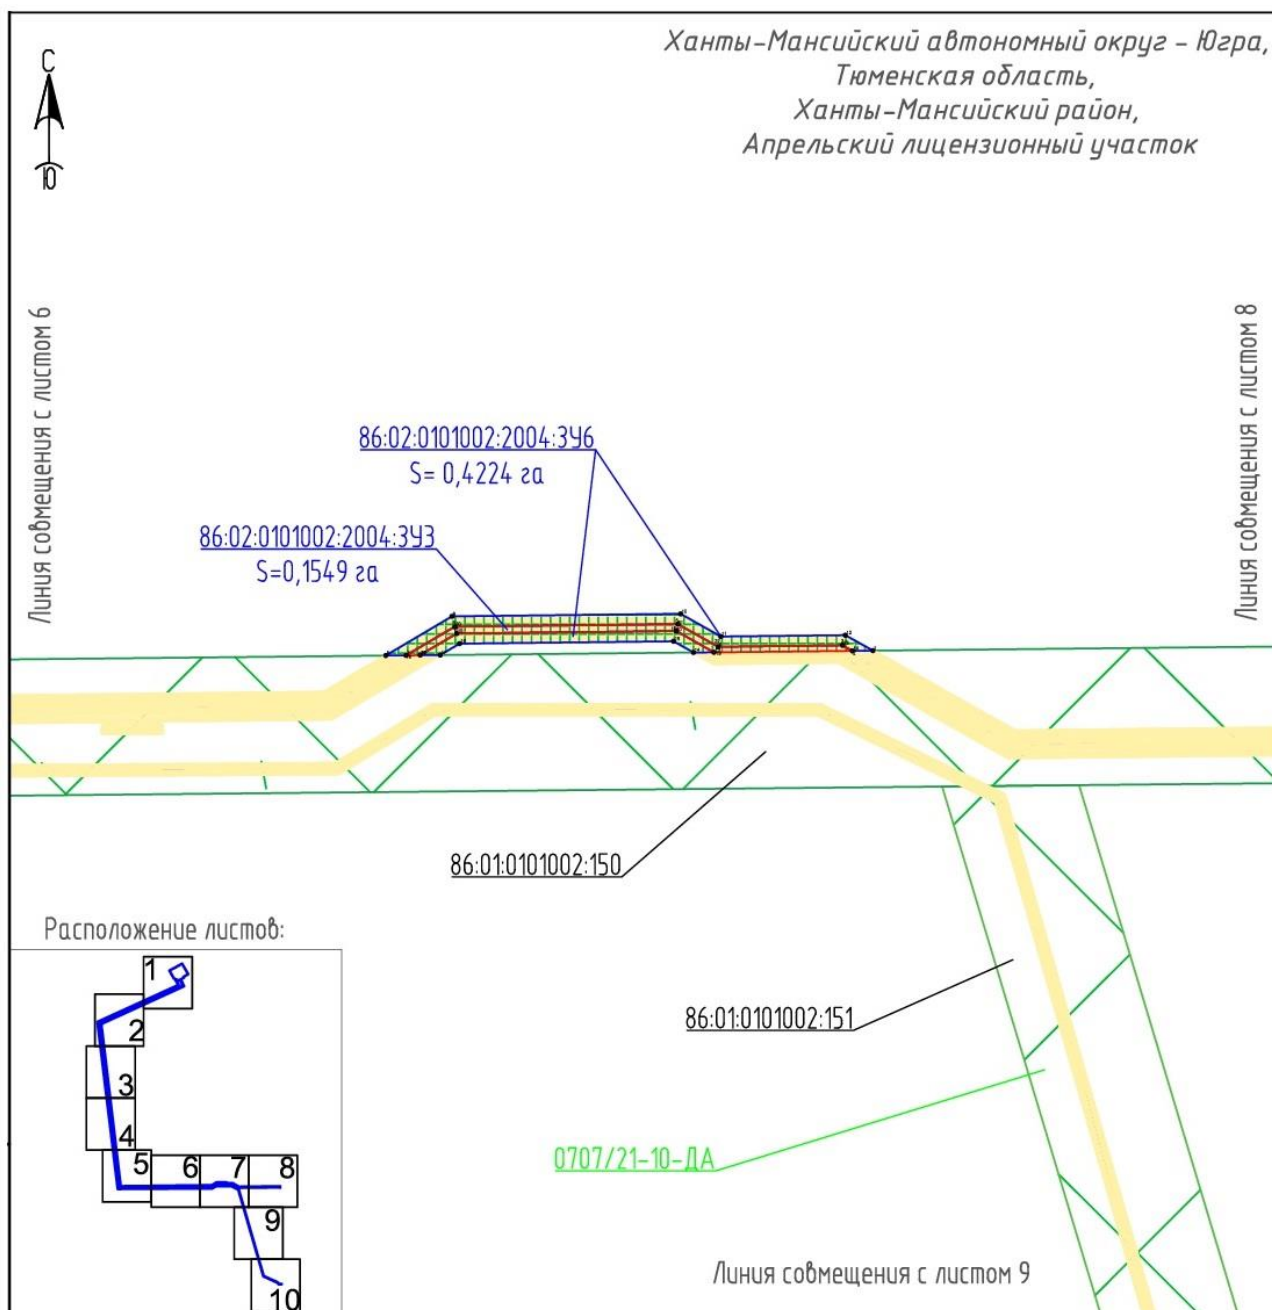 Ханты-Мансийский автономный округ - Югра,
Тюменская область,
Ханты-Мансийский район,
Апрельский лицензионный участок
С
Ю
Линия совмещения с листом 6
Линия совмещения с листом 8
86:02:0101002:2004:ЗУ6
S= 0,4224 га
86:02:0101002:2004:ЗУ3
S=0,1549 га
86:01:0101002:150
Расположение листов:
1
2
3
4
5
6
7
8
9
10
86:01:0101002:151
0707/21-10-ДА
Линия совмещения с листом 9